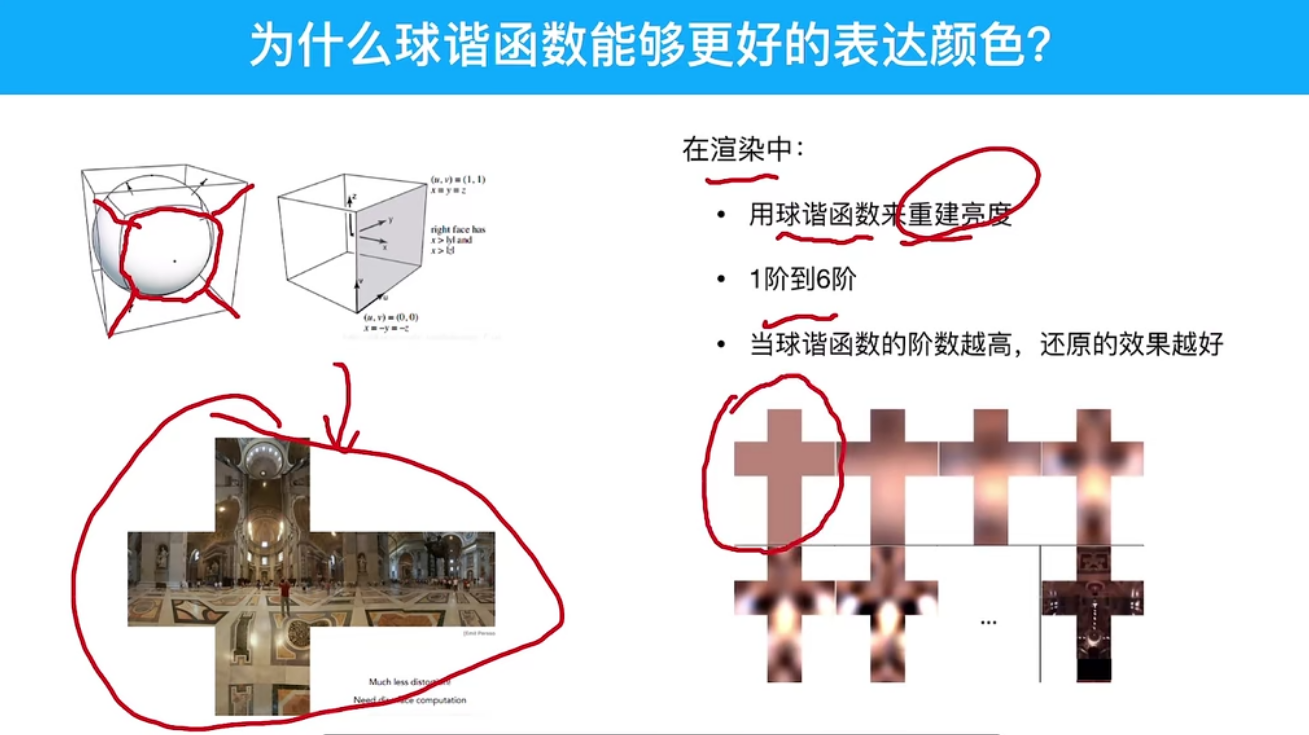 为什么球谐函数能够更好的表达颜色?
(u, v) = (1, 1)
x = y = z
z
y
x
right face has
x > |y| and
x > |z|
v
u
(u, v) = (0, 0)
x = -y = -z
在渲染中:
• 用球谐函数来重建亮度
• 1阶到6阶
• 当球谐函数的阶数越高，还原的效果越好
Much less distortion!
Need dir face computation
...